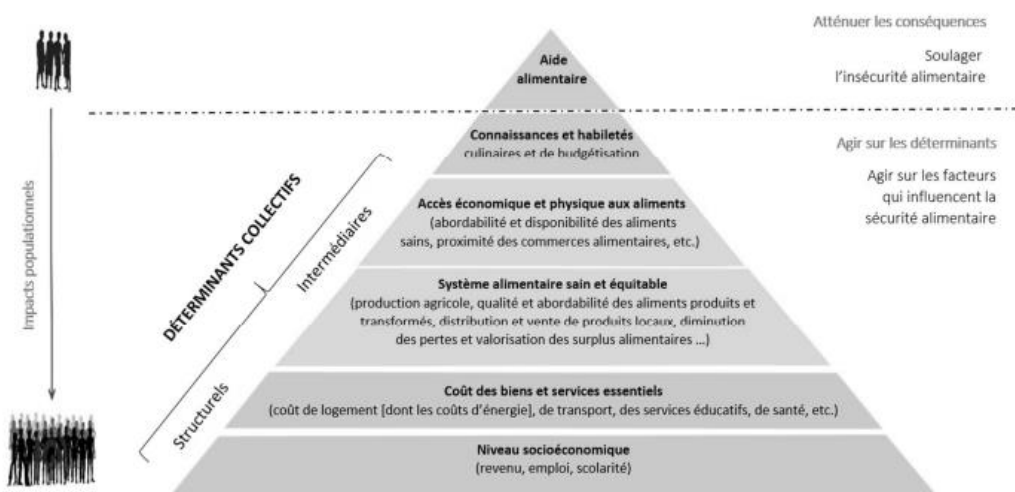 Atténuer les conséquences
Soulager
l'insécurité alimentaire
Aide
alimentaire
Connaissances et habiletés
culinaires et de budgétisation
Agir sur les déterminants
Agir sur les facteurs
qui influencent la
sécurité alimentaire
Impacts populationnels
DÉTERMINANTS COLLECTIFS
Intermédiaires
Structurels
Accès économique et physique aux aliments
(abordabilité et disponibilité des aliments
sains, proximité des commerces alimentaires, etc.)
Système alimentaire sain et équitable
(production agricole, qualité et abordabilité des aliments produits et
transformés, distribution et vente de produits locaux, diminution
des pertes et valorisation des surplus alimentaires ...)
Coût des biens et services essentiels
(coût de logement [dont les coûts d'énergie], de transport, des services éducatifs, de santé, etc.)
Niveau socioéconomique
(revenu, emploi, scolarité)